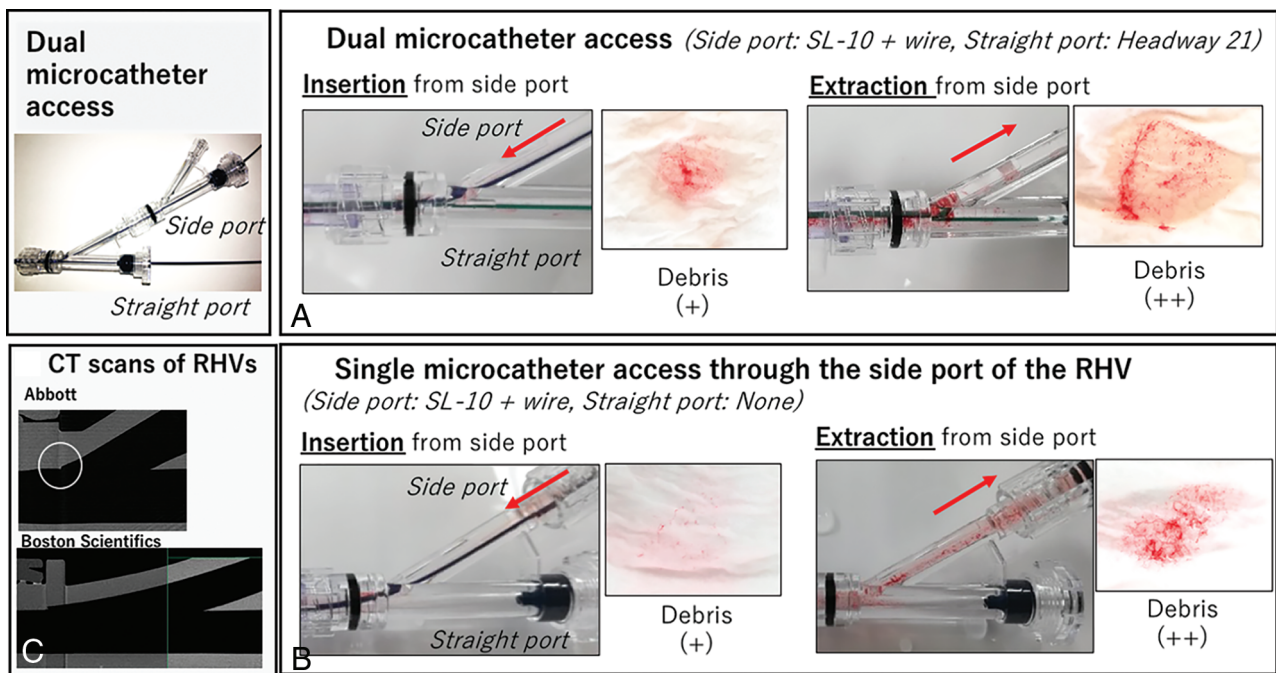 Dual
microcatheter
access
Side port
Straight port
Dual microcatheter access (Side port: SL-10 + wire, Straight port: Headway 21)
Insertion from side port
Side port
Straight port
Debris
(+)
Extraction from side port
Debris
(++)
A
CT scans of RHVs
Abbott
Boston Scientifics
C
Single microcatheter access through the side port of the RHV
(Side port: SL-10 + wire, Straight port: None)
Insertion from side port
Side port
Straight port
Debris
(+)
Extraction from side port
Debris
(++)
B